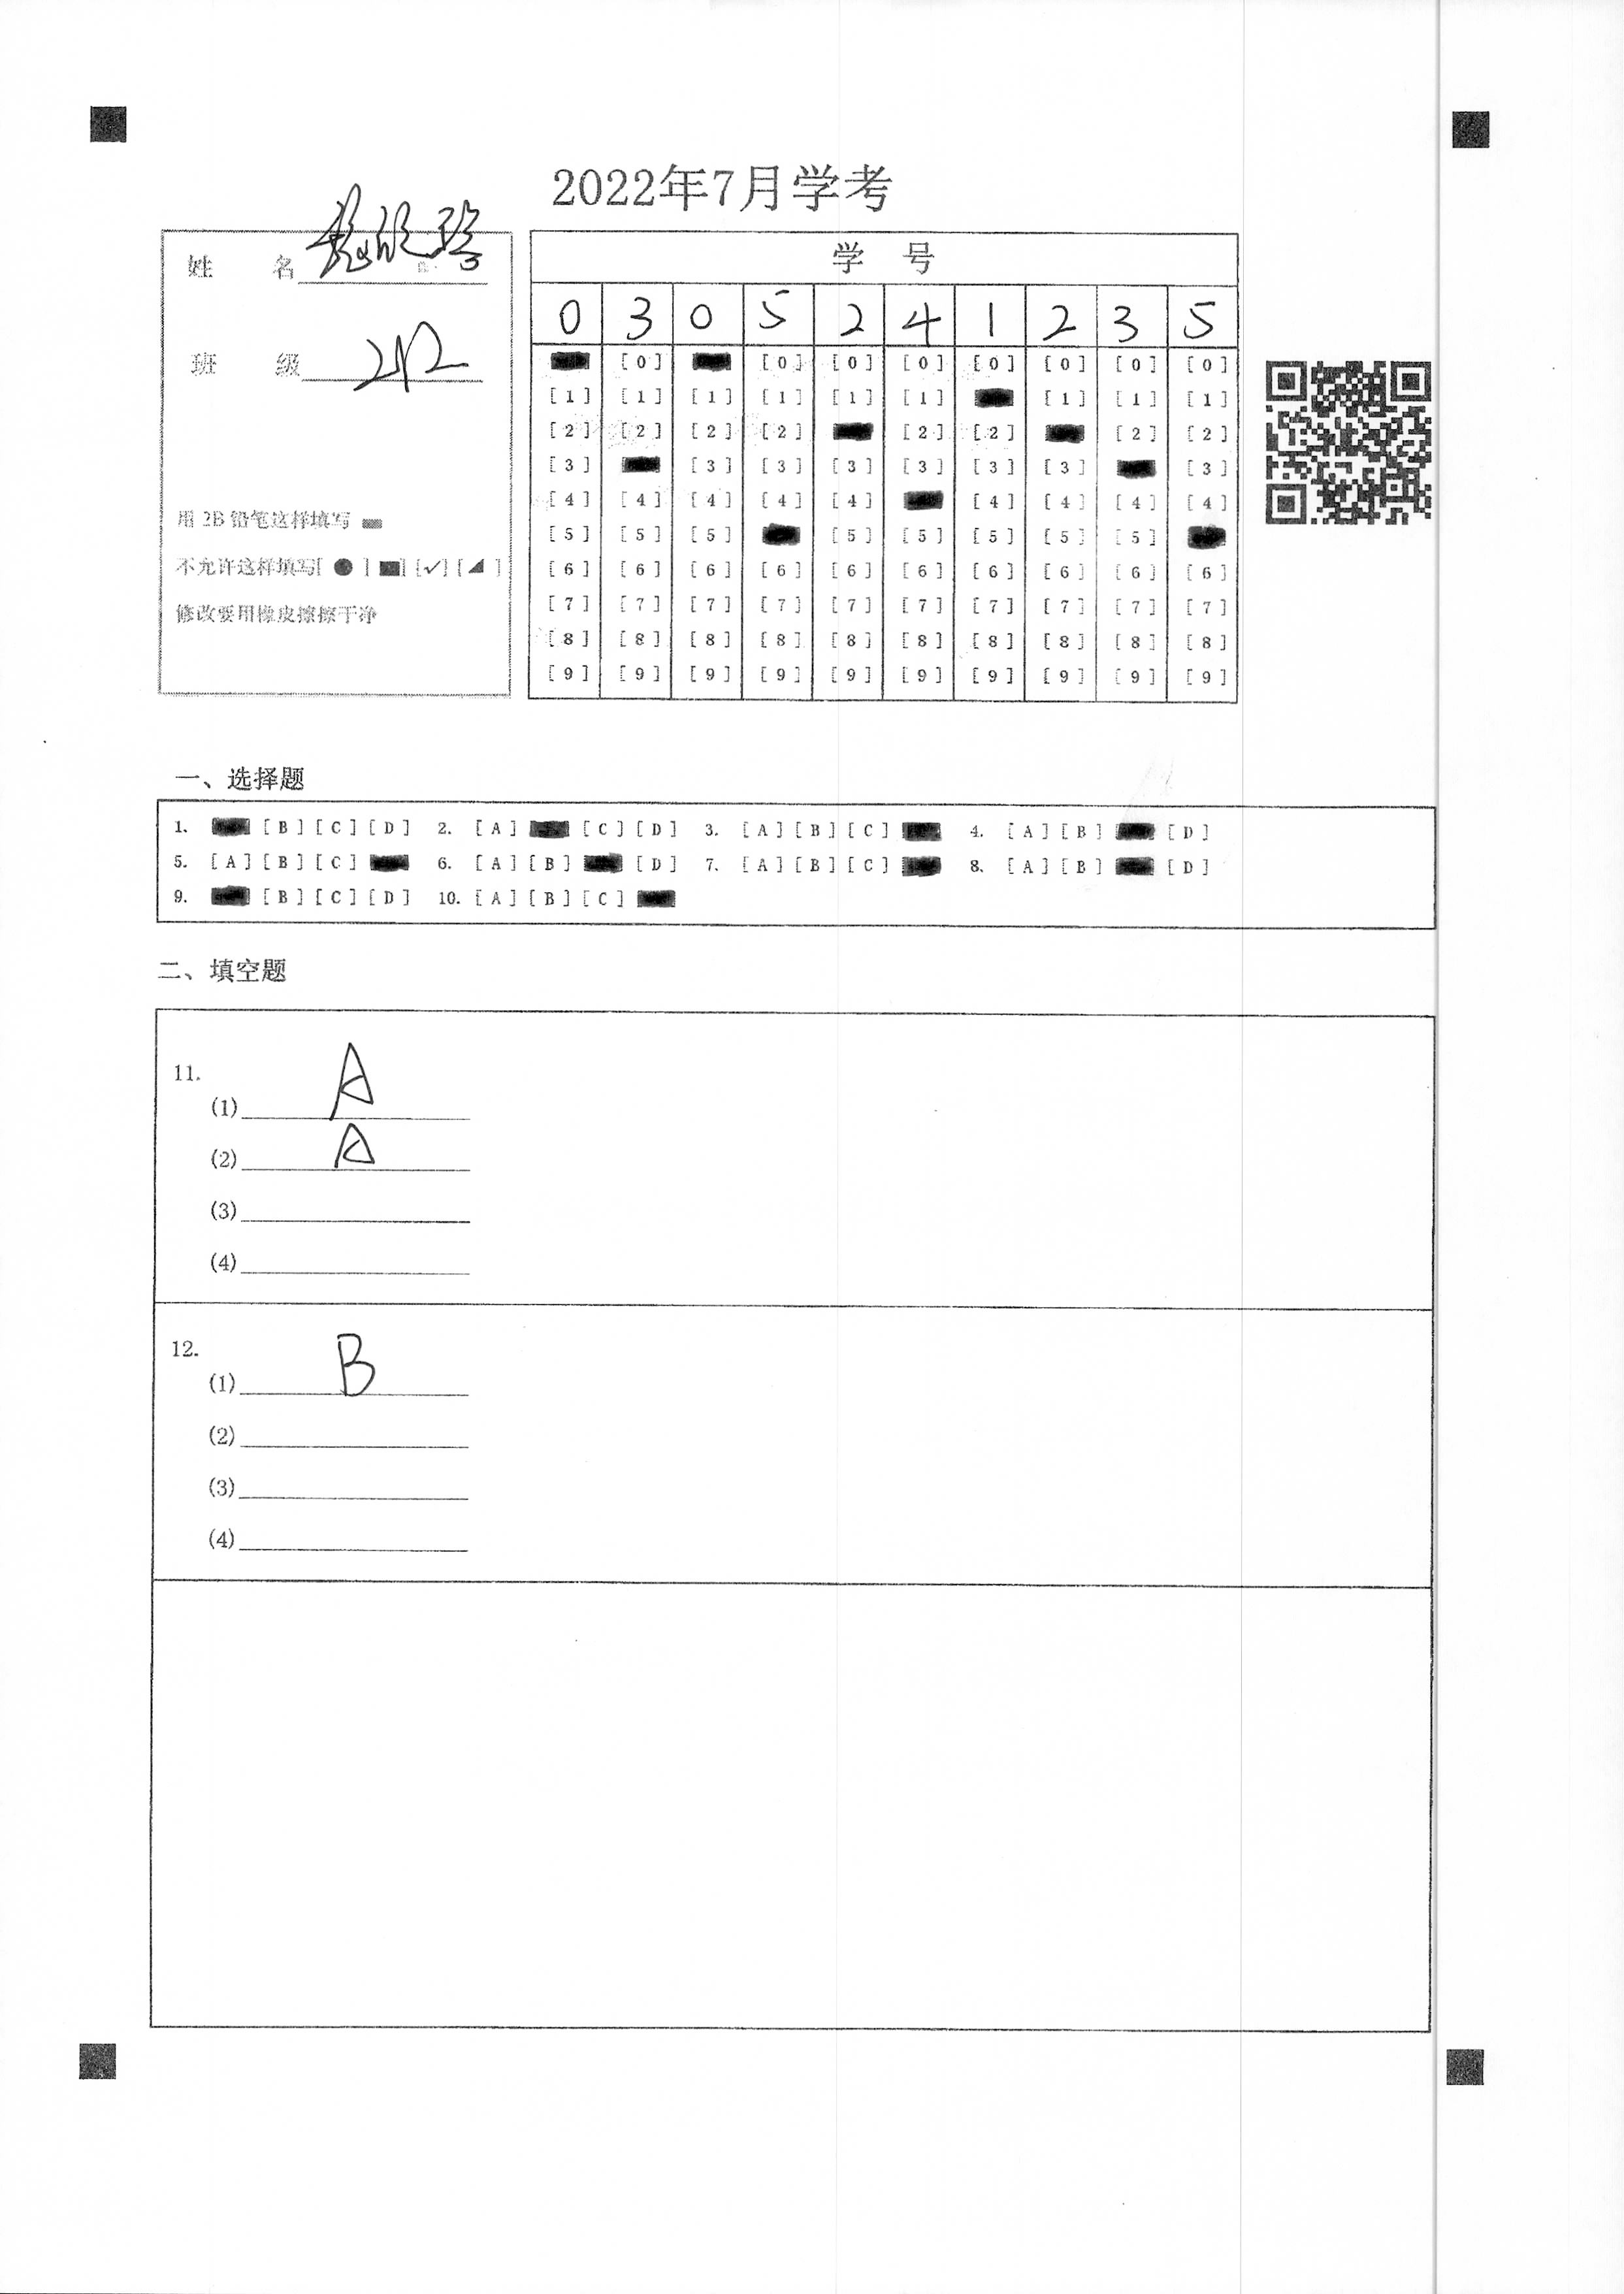 2022年7月学考
姓 名
班 级 212
用 2B 铅笔这样填写
不允许这样填写[ ● ] [■] [✓] [◢ ]
修改要用橡皮擦擦干净
学 号
0 3 0 5 2 4 1 2 3 5
[0] [0] [0] [0] [0] [0] [0] [0]
[1] [1] [1] [1] [1] [1] [1] [1] [1]
[2] [2] [2] [2] [2] [2] [2] [2]
[3] [3] [3] [3] [3] [3] [3] [3]
[4] [4] [4] [4] [4] [4] [4] [4] [4]
[5] [5] [5] [5] [5] [5] [5] [5]
[6] [6] [6] [6] [6] [6] [6] [6] [6] [6]
[7] [7] [7] [7] [7] [7] [7] [7] [7] [7]
[8] [8] [8] [8] [8] [8] [8] [8] [8] [8]
[9] [9] [9] [9] [9] [9] [9] [9] [9] [9]
一、选择题
1. [B] [C] [D] 2. [A] [C] [D] 3. [A] [B] [C] 4. [A] [B] [D]
5. [A] [B] [C] 6. [A] [B] [D] 7. [A] [B] [C] 8. [A] [B] [D]
9. [B] [C] [D] 10. [A] [B] [C]
二、填空题
11.
(1) A
(2) A
(3)
(4)
12.
(1) B
(2)
(3)
(4)